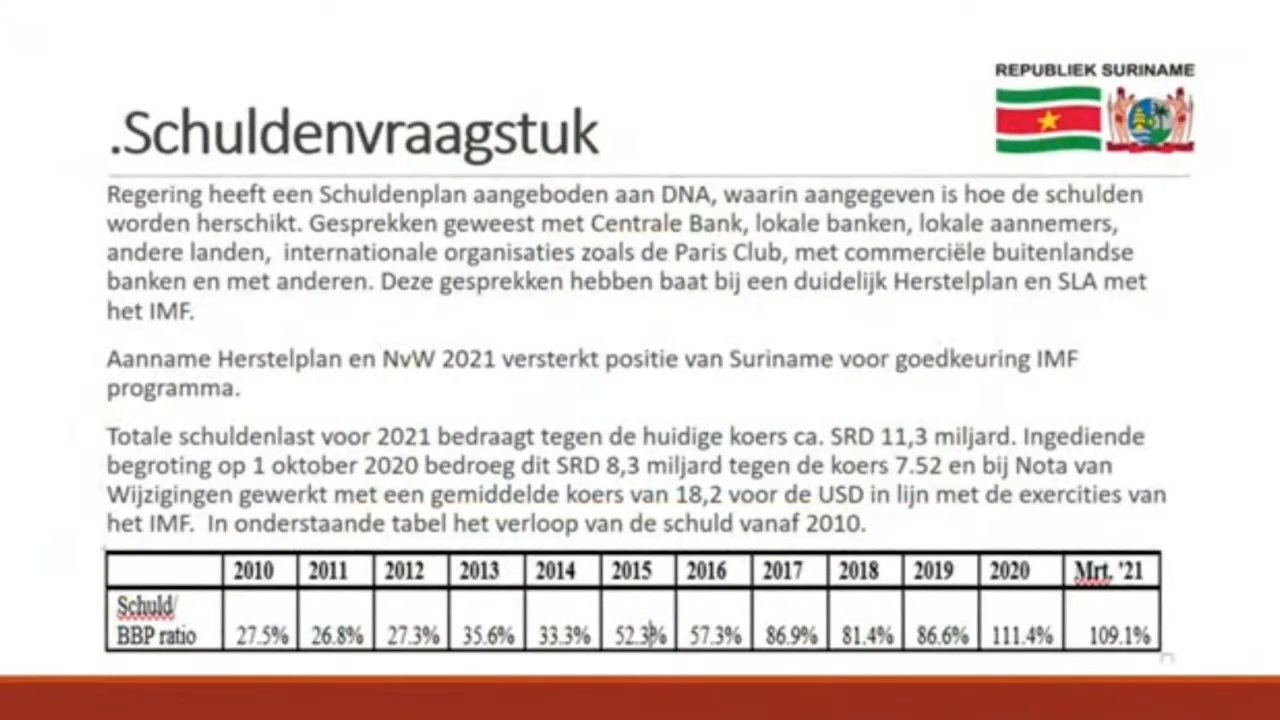 REPUBLIEK SURINAME
.Schuldenvraagstuk
Regering heeft een Schuldenplan aangeboden aan DNA, waarin aangegeven is hoe de schulden
worden herschikt. Gesprekken geweest met Centrale Bank, lokale banken, lokale aannemers,
andere landen, internationale organisaties zoals de Paris Club, met commerciële buitenlandse
banken en met anderen. Deze gesprekken hebben baat bij een duidelijk Herstelplan en SLA met
het IMF.
Aanname Herstelplan en NvW 2021 versterkt positie van Suriname voor goedkeuring IMF
programma.
Totale schuldenlast voor 2021 bedraagt tegen de huidige koers ca. SRD 11,3 miljard. Ingediende
begroting op 1 oktober 2020 bedroeg dit SRD 8,3 miljard tegen de koers 7.52 en bij Nota van
Wijzigingen gewerkt met een gemiddelde koers van 18,2 voor de USD in lijn met de exercities van
het IMF. In onderstaande tabel het verloop van de schuld vanaf 2010.
2010 2011 2012 2013 2014 2015 2016 2017 2018 2019 2020 Mrt. '21
Schuld/
BBP ratio 27.5% 26.8% 27.3% 35.6% 33.3% 52.3% 57.3% 86.9% 81.4% 86.6% 111.4% 109.1%